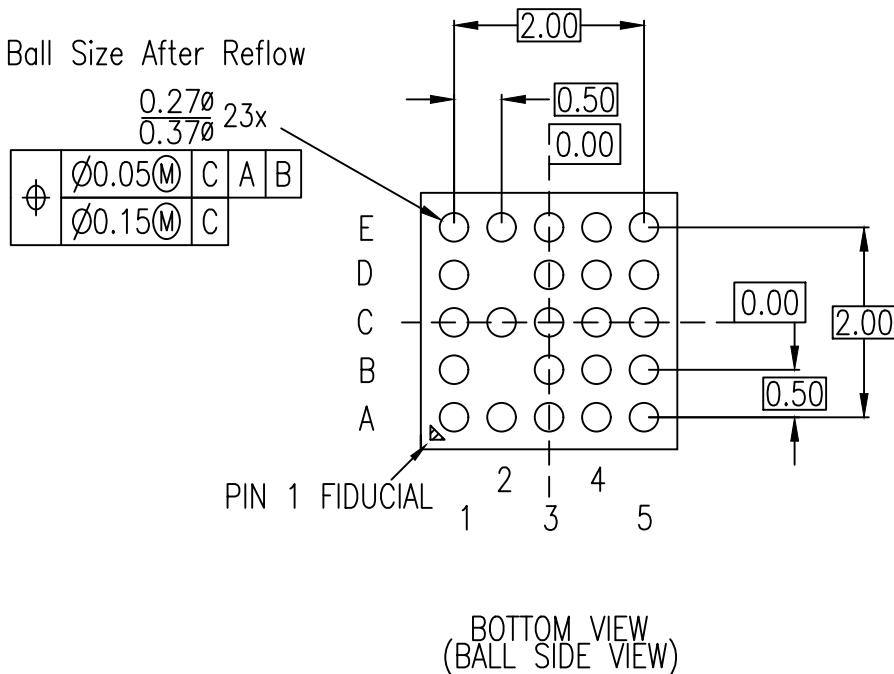 2.00
Ball Size After Reflow
0.50
0.27ø
0.37ø 23x
0.00
Ø0.05Ⓜ C A B
Ø0.15Ⓜ C
E
D
C
B
A
0.00
2.00
0.50
PIN 1 FIDUCIAL
2 4
1 3 5
BOTTOM VIEW
(BALL SIDE VIEW)